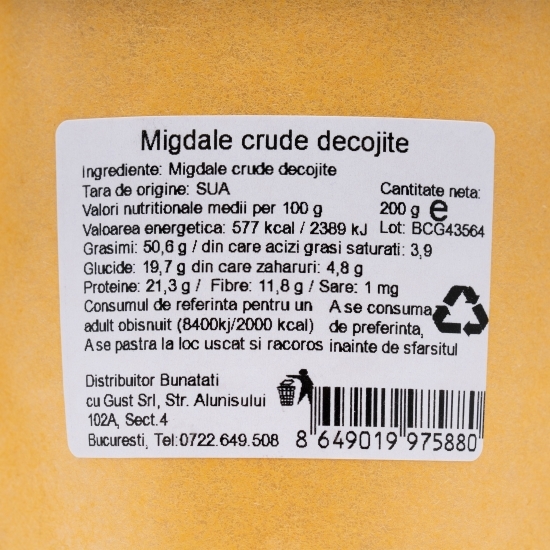 Migdale crude decojite
Ingrediente: Migdale crude decojite
Tara de origine: SUA
Cantitate neta:
Valori nutritionale medii per 100 g
200 g e
Valoarea energetica: 577 kcal / 2389 kJ
Lot: BCG43564
Grasimi: 50,6 g / din care acizi grasi saturati: 3,9
Glucide: 19,7 g din care zaharuri: 4,8 g
Proteine: 21,3 g / Fibre: 11,8 g / Sare: 1 mg
Consumul de referinta pentru un
adult obisnuit (8400kj/2000 kcal)
A se consuma
de preferinta,
A se pastra la loc uscat si racoros
inainte de sfarsitul
Distribuitor Bunatati
cu Gust Srl, Str. Alunisului
102A, Sect.4
Bucuresti, Tel:0722.649.508
8 649019 975880